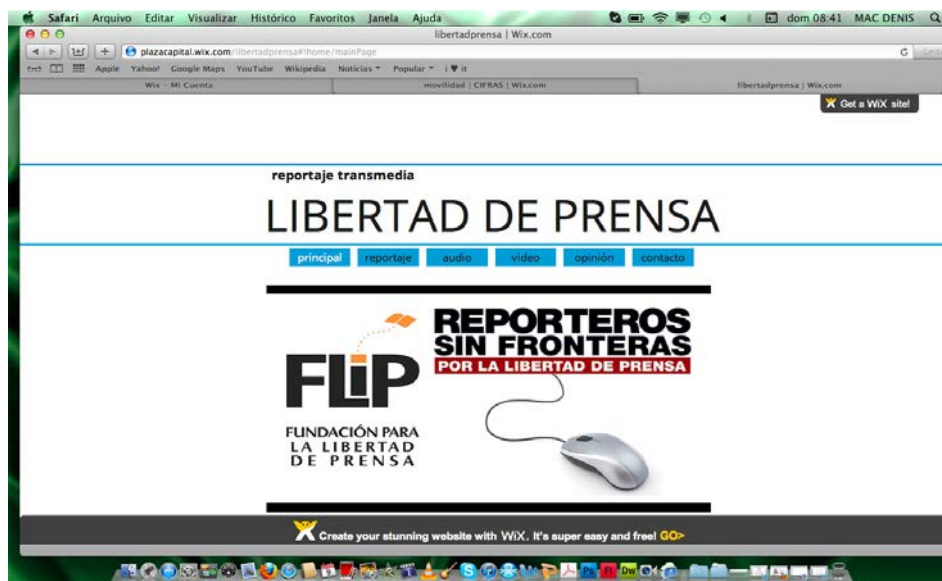 Safari Arquivo Editar Visualizar Histórico Favoritos Janela Ajuda dom 08:41 MAC DENIS
libertadprensa | Wix.com
plazacapital.wix.com/libertadprensa#!home/mainPage
Apple Yahoo! Google Maps YouTube Wikipedia Notícias Popular i ♥ it
Wix - Mi Cuenta movilidad | CIFRAS | Wix.com libertadprensa | Wix.com
Get a WiX site!
reportaje transmedia
LIBERTAD DE PRENSA
principal reportaje audio video opinión contacto
REPORTEROS
SIN FRONTERAS
POR LA LIBERTAD DE PRENSA
FLiP
FUNDACIÓN PARA
LA LIBERTAD
DE PRENSA
Create your stunning website with WiX. It's super easy and free! GO>